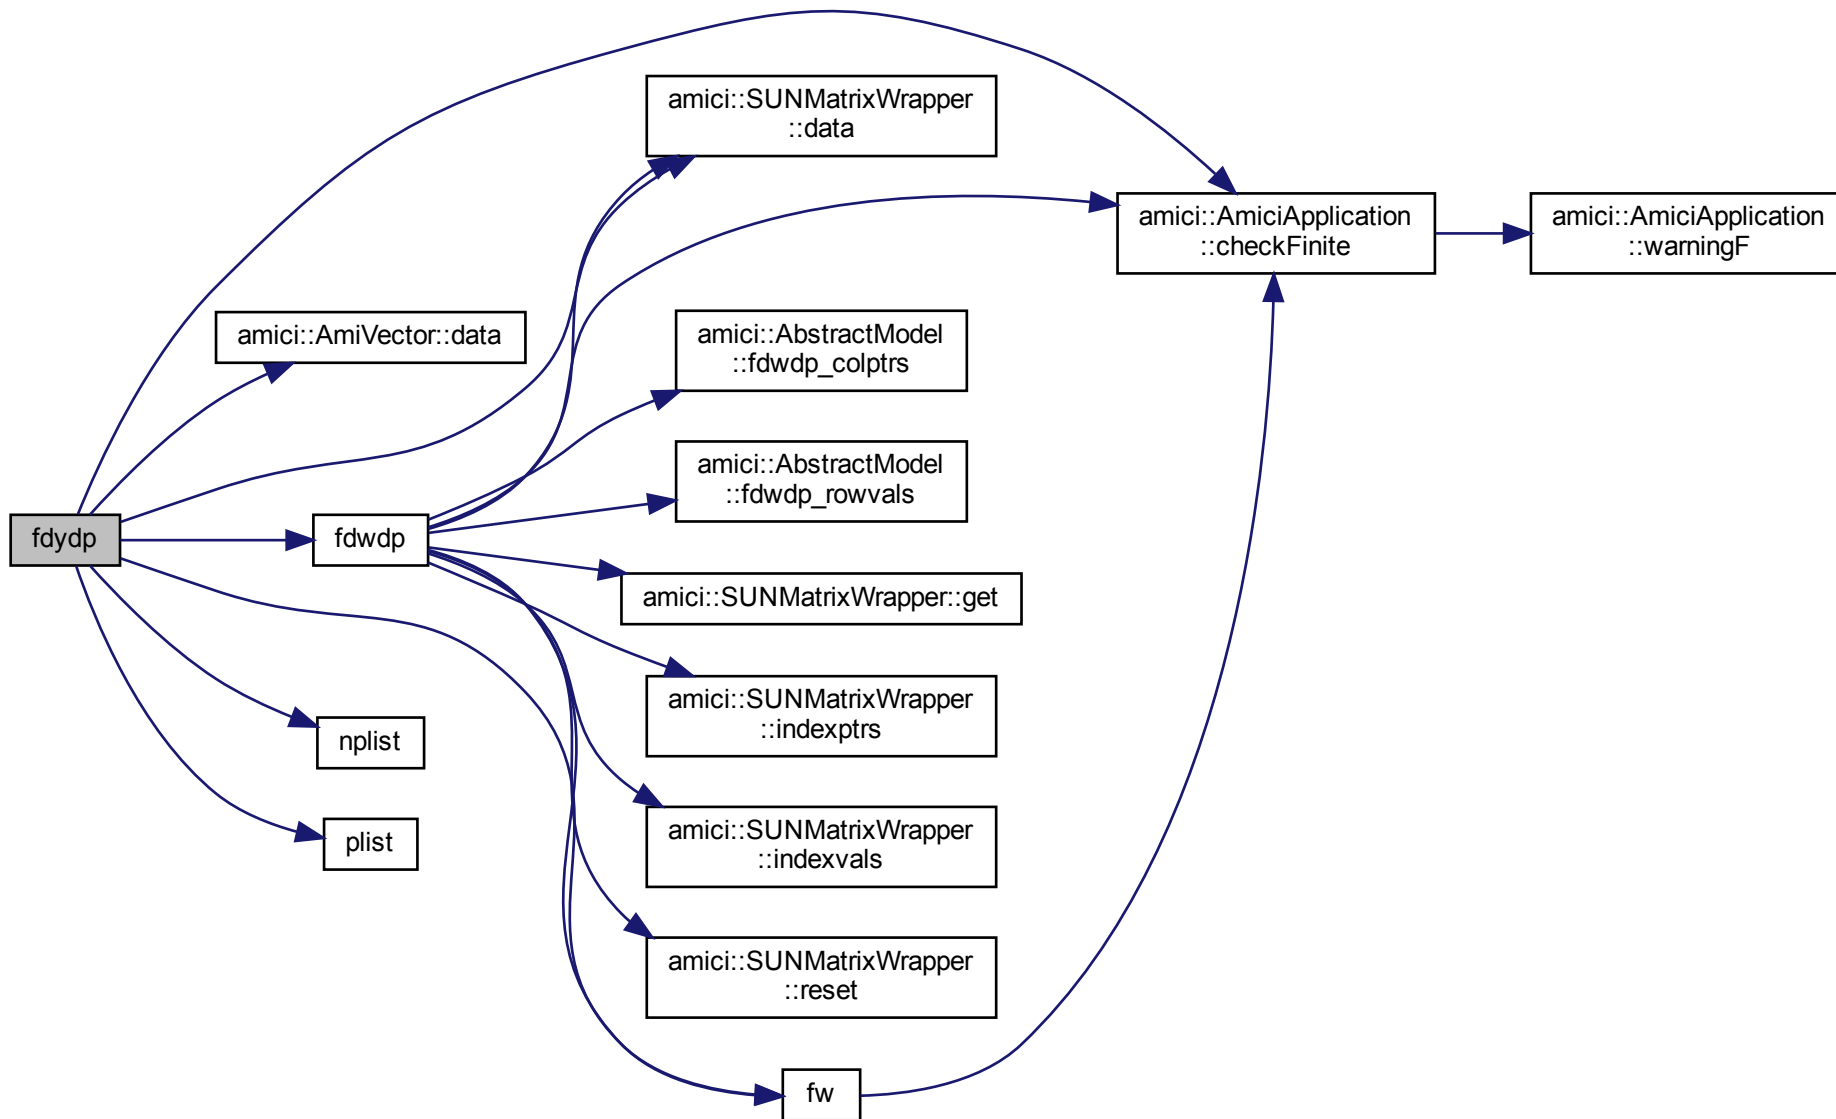 fdydp
amici::AmiVector::data
fdwdp
nplist
plist
amici::SUNMatrixWrapper
::data
amici::AbstractModel
::fdwdp_colptrs
amici::AbstractModel
::fdwdp_rowvals
amici::SUNMatrixWrapper::get
amici::SUNMatrixWrapper
::indexptrs
amici::SUNMatrixWrapper
::indexvals
amici::SUNMatrixWrapper
::reset
fw
amici::AmiciApplication
::checkFinite
amici::AmiciApplication
::warningF